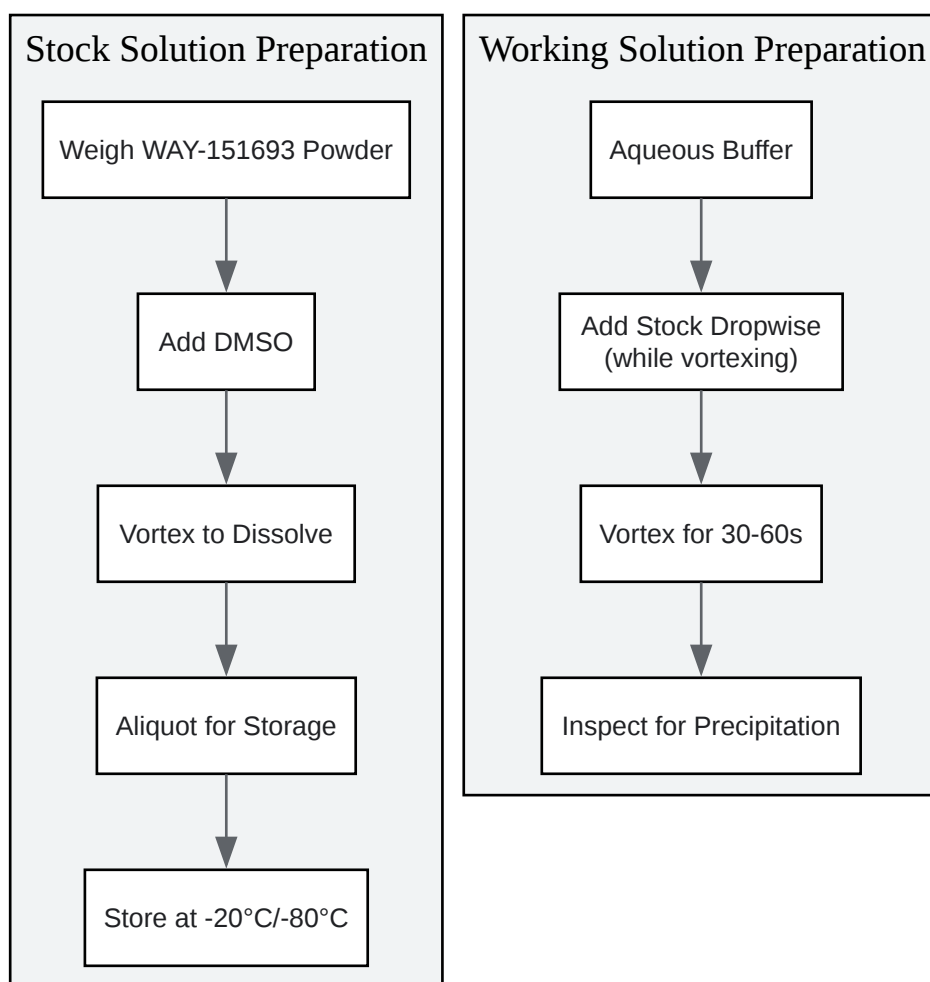 Stock Solution Preparation
Weigh WAY-151693 Powder
Add DMSO
Vortex to Dissolve
Aliquot for Storage
Store at -20°C/-80°C
Working Solution Preparation
Aqueous Buffer
Add Stock Dropwise
(while vortexing)
Vortex for 30-60s
Inspect for Precipitation